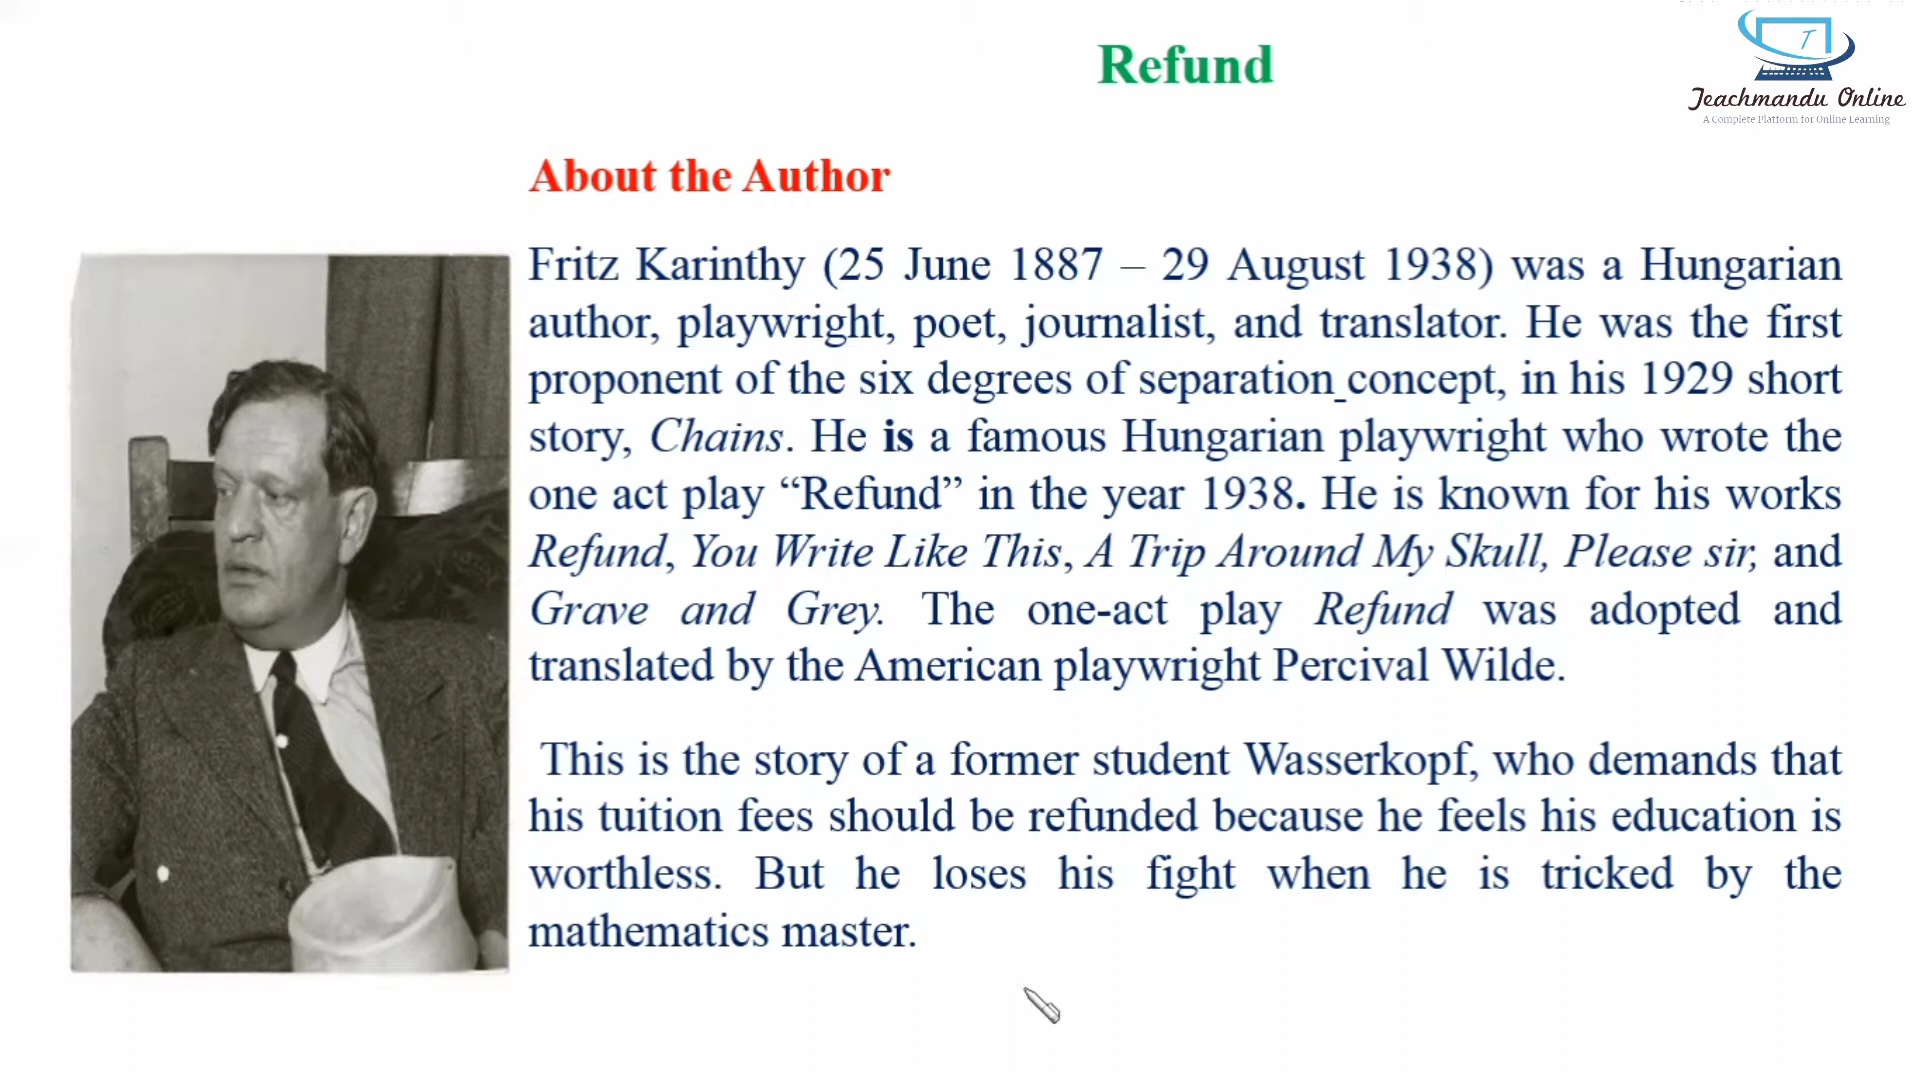 Refund
T
Teachmandu Online
A Complete Platform for Online Learning
About the Author
Fritz Karinthy (25 June 1887 – 29 August 1938) was a Hungarian
author, playwright, poet, journalist, and translator. He was the first
proponent of the six degrees of separation concept, in his 1929 short
story, Chains. He is a famous Hungarian playwright who wrote the
one act play “Refund” in the year 1938. He is known for his works
Refund, You Write Like This, A Trip Around My Skull, Please sir, and
Grave and Grey. The one-act play Refund was adopted and
translated by the American playwright Percival Wilde.
This is the story of a former student Wasserkopf, who demands that
his tuition fees should be refunded because he feels his education is
worthless. But he loses his fight when he is tricked by the
mathematics master.